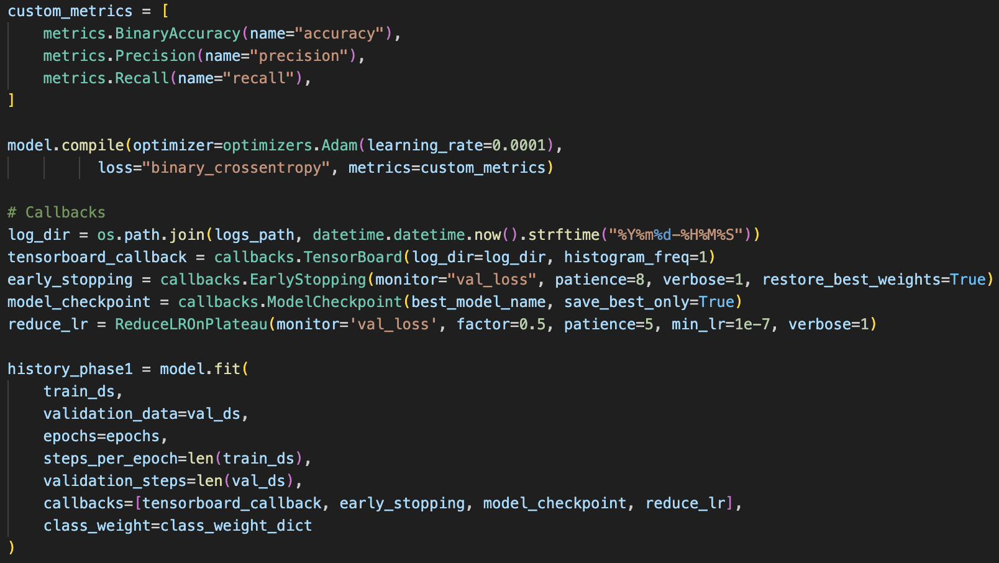 custom_metrics = [
    metrics.BinaryAccuracy(name="accuracy"),
    metrics.Precision(name="precision"),
    metrics.Recall(name="recall"),
]

model.compile(optimizer=optimizers.Adam(learning_rate=0.0001),
          loss="binary_crossentropy", metrics=custom_metrics)

# Callbacks
log_dir = os.path.join(logs_path, datetime.datetime.now().strftime("%Y%m%d-%H%M%S"))
tensorboard_callback = callbacks.TensorBoard(log_dir=log_dir, histogram_freq=1)
early_stopping = callbacks.EarlyStopping(monitor="val_loss", patience=8, verbose=1, restore_best_weights=True)
model_checkpoint = callbacks.ModelCheckpoint(best_model_name, save_best_only=True)
reduce_lr = ReduceLROnPlateau(monitor='val_loss', factor=0.5, patience=5, min_lr=1e-7, verbose=1)

history_phase1 = model.fit(
    train_ds,
    validation_data=val_ds,
    epochs=epochs,
    steps_per_epoch=len(train_ds),
    validation_steps=len(val_ds),
    callbacks=[tensorboard_callback, early_stopping, model_checkpoint, reduce_lr],
    class_weight=class_weight_dict
)